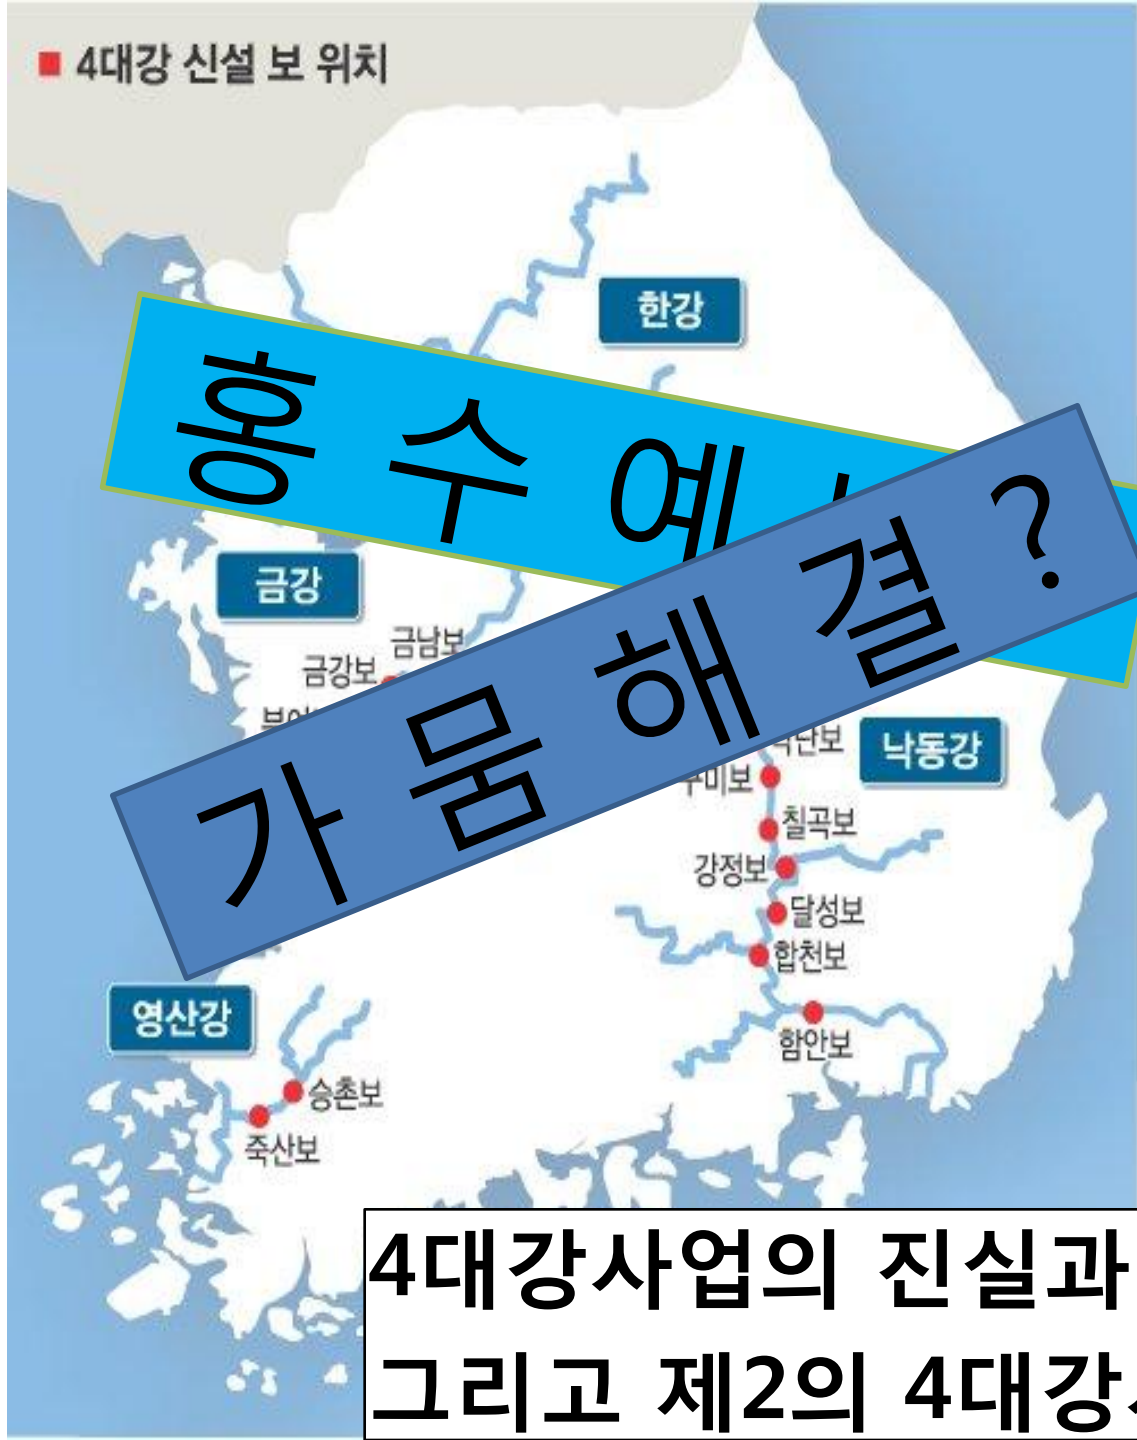 4대강 신설 보 위치
한강
홍 수 예
가 뭄 해 결 ?
금강
금남보
금강보
낙동강
구미보
칠곡보
강정보
달성보
합천보
함안보
영산강
승촌보
죽산보
4대강사업의 진실과
그리고 제2의 4대강